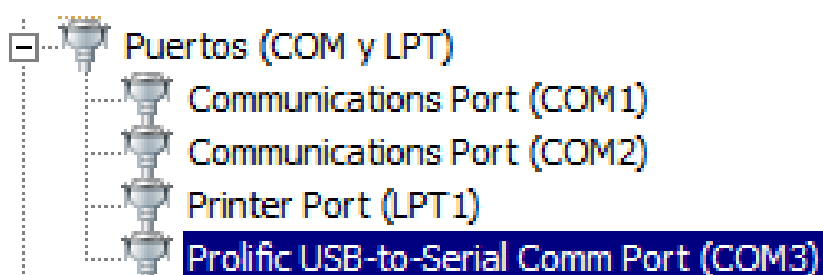 Puertos (COM y LPT)
Communications Port (COM1)
Communications Port (COM2)
Printer Port (LPT1)
Prolific USB-to-Serial Comm Port (COM3)